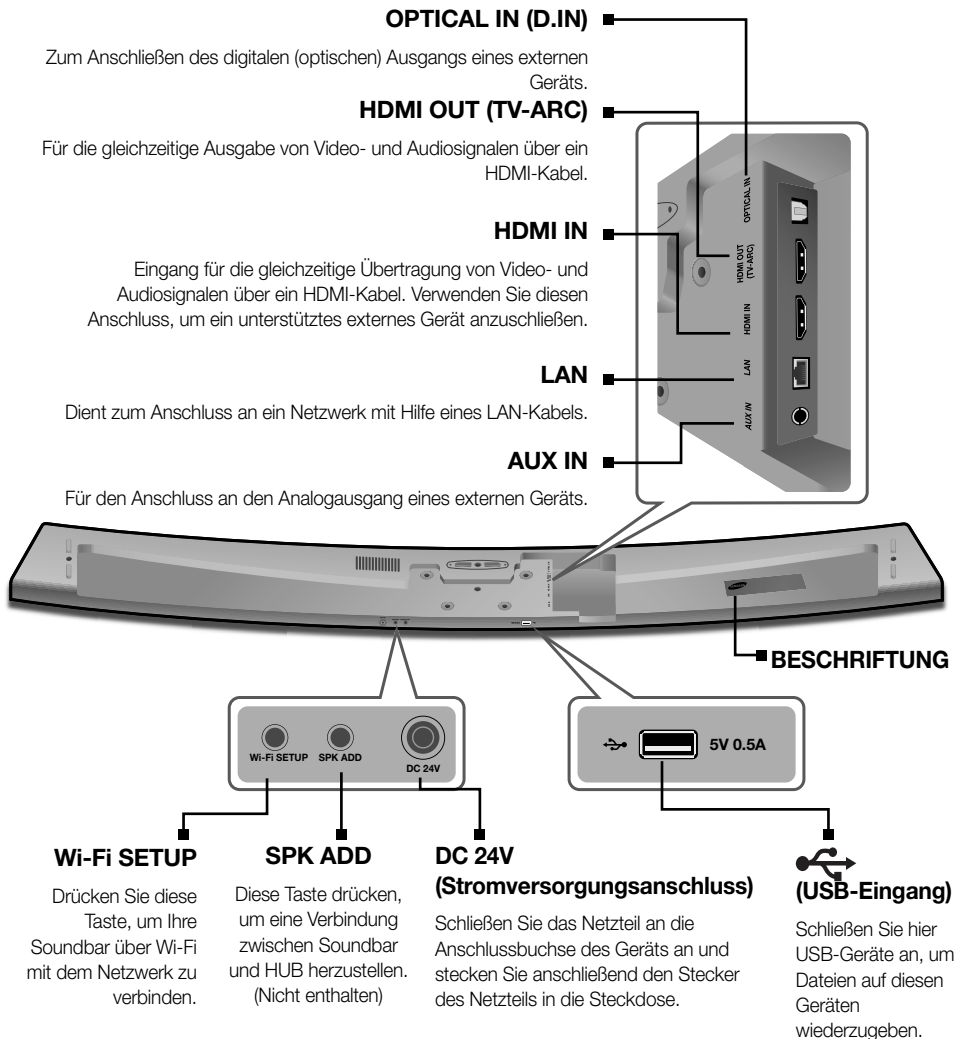 OPTICAL IN (D.IN)
Zum Anschließen des digitalen (optischen) Ausgangs eines externen
Geräts.
HDMI OUT (TV-ARC)
Für die gleichzeitige Ausgabe von Video- und Audiosignalen über ein
HDMI-Kabel.
HDMI IN
Eingang für die gleichzeitige Übertragung von Video- und
Audiosignalen über ein HDMI-Kabel. Verwenden Sie diesen
Anschluss, um ein unterstütztes externes Gerät anzuschließen.
LAN
Dient zum Anschluss an ein Netzwerk mit Hilfe eines LAN-Kabels.
AUX IN
Für den Anschluss an den Analogausgang eines externen Geräts.
OPTICAL IN
HDMI OUT
(TV-ARC)
HDMI IN
LAN
AUX IN
BESCHRIFTUNG
Wi-Fi SETUP
SPK ADD
DC 24V
5V 0.5A
Wi-Fi SETUP
Drücken Sie diese
Taste, um Ihre
Soundbar über Wi-Fi
mit dem Netzwerk zu
verbinden.
SPK ADD
Diese Taste drücken,
um eine Verbindung
zwischen Soundbar
und HUB herzustellen.
(Nicht enthalten)
DC 24V
(Stromversorgungsanschluss)
Schließen Sie das Netzteil an die
Anschlussbuchse des Geräts an und
stecken Sie anschließend den Stecker
des Netzteils in die Steckdose.
(USB-Eingang)
Schließen Sie hier
USB-Geräte an, um
Dateien auf diesen
Geräten
wiederzugeben.